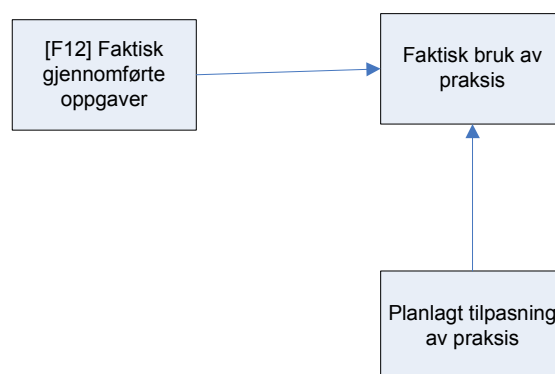 [F12] Faktisk
gjennomførte
oppgaver
Faktisk bruk av
praksis
Planlagt tilpasning
av praksis